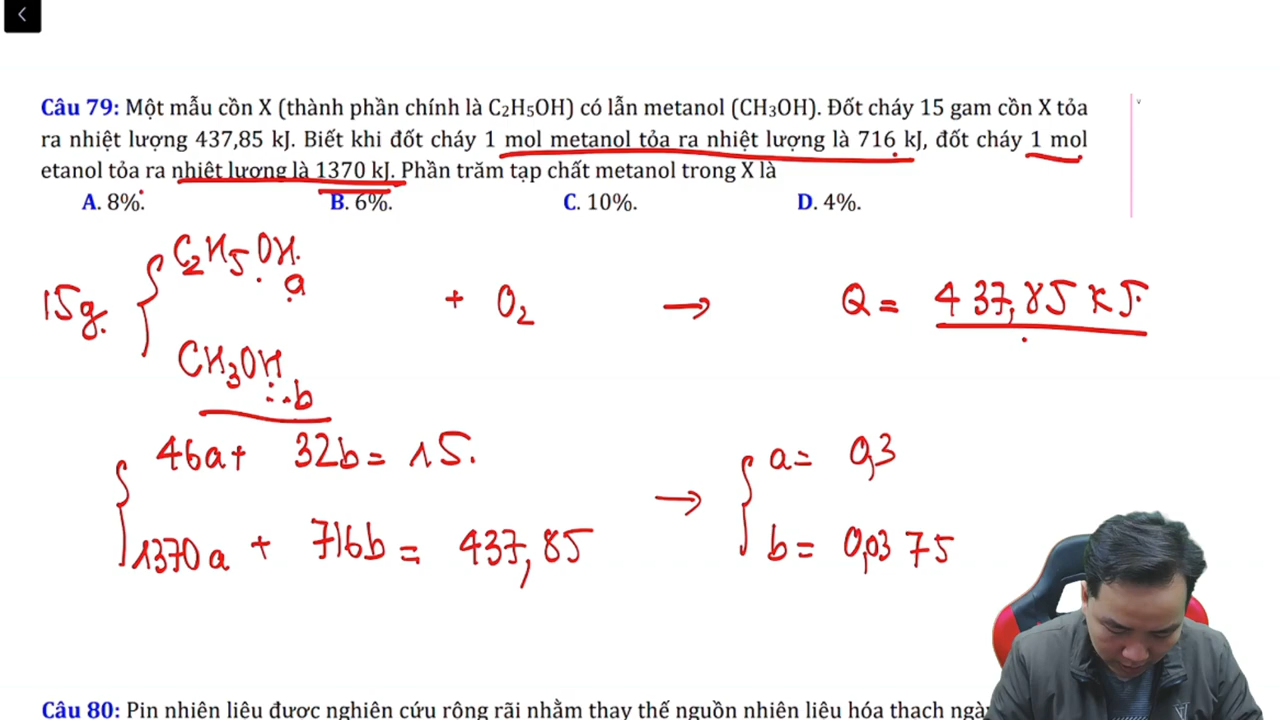 Câu 79: Một mẫu cồn X (thành phần chính là C₂H₅OH) có lẫn metanol (CH₃OH). Đốt cháy 15 gam cồn X tỏa
ra nhiệt lượng 437,85 kJ. Biết khi đốt cháy 1 mol metanol tỏa ra nhiệt lượng là 716 kJ, đốt cháy 1 mol
etanol tỏa ra nhiệt lượng là 1370 kJ. Phần trăm tạp chất metanol trong X là
A. 8%. B. 6%. C. 10%. D. 4%.
15g. { C₂H₅OH. a
+ O₂ → Q = 437,85 KJ.
CH₃OH b
46a + 32b = 15. a = 0,3
1370a + 716b = 437,85 → b = 0,0375
Câu 80: Pin nhiên liệu được nghiên cứu rộng rãi nhằm thay thế nguồn nhiên liệu hóa thạch